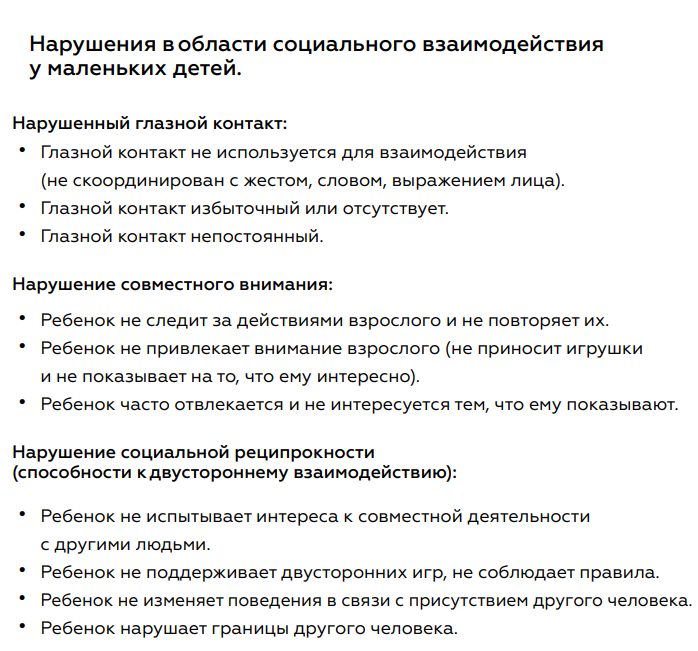 Нарушения в области социального взаимодействия
у маленьких детей.
Нарушенный глазной контакт:
• Глазной контакт не используется для взаимодействия
(не скоординирован с жестом, словом, выражением лица).
• Глазной контакт избыточный или отсутствует.
• Глазной контакт непостоянный.
Нарушение совместного внимания:
• Ребенок не следит за действиями взрослого и не повторяет их.
• Ребенок не привлекает внимание взрослого (не приносит игрушки
и не показывает на то, что ему интересно).
• Ребенок часто отвлекается и не интересуется тем, что ему показывают.
Нарушение социальной реципрокности
(способности к двустороннему взаимодействию):
• Ребенок не испытывает интереса к совместной деятельности
с другими людьми.
• Ребенок не поддерживает двусторонних игр, не соблюдает правила.
• Ребенок не изменяет поведения в связи с присутствием другого человека.
• Ребенок нарушает границы другого человека.